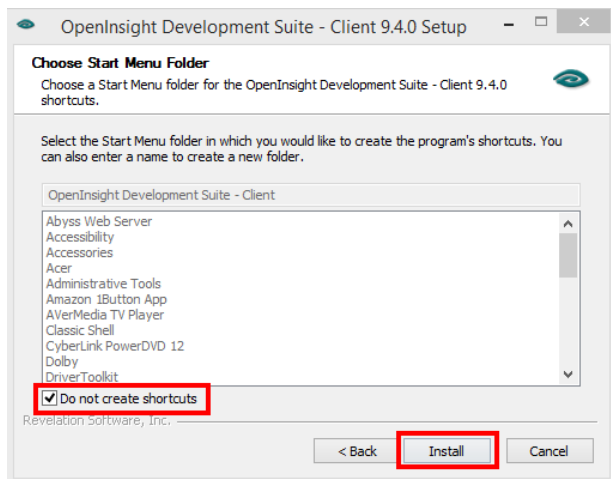 OpenInsight Development Suite - Client 9.4.0 Setup
Choose Start Menu Folder
Choose a Start Menu folder for the OpenInsight Development Suite - Client 9.4.0
shortcuts.
Select the Start Menu folder in which you would like to create the program's shortcuts. You
can also enter a name to create a new folder.
OpenInsight Development Suite - Client
Abyss Web Server
Accessibility
Accessories
Acer
Administrative Tools
Amazon 1Button App
AVerMedia TV Player
Classic Shell
CyberLink PowerDVD 12
Dolby
DriverToolkit
Do not create shortcuts
Revelation Software, Inc.
< Back Install Cancel